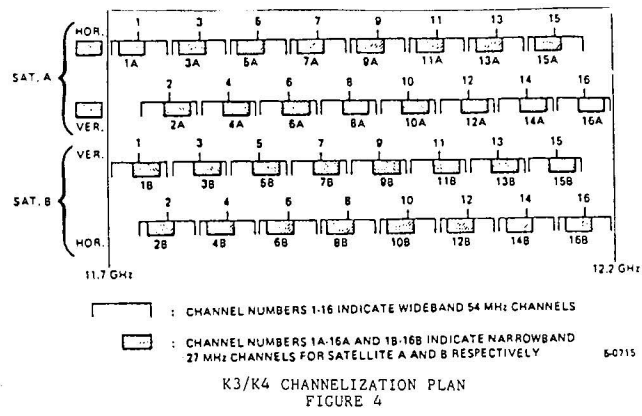 HOR. 1 3 5 7 9 11 13 15
1A 3A 5A 7A 9A 11A 13A 15A
SAT. A
2 4 6 8 10 12 14 16
VER. 2A 4A 6A 8A 10A 12A 14A 16A
VER. 1 3 5 7 9 11 13 15
1B 3B 5B 7B 9B 11B 13B 15B
SAT. B
2 4 6 8 10 12 14 16
HOR. 2B 4B 6B 8B 10B 12B 14B 16B
11.7 GHz 12.2 GHz
: CHANNEL NUMBERS 1-16 INDICATE WIDEBAND 54 MHz CHANNELS
: CHANNEL NUMBERS 1A-16A AND 1B-16B INDICATE NARROWBAND
27 MHz CHANNELS FOR SATELLITE A AND B RESPECTIVELY
6-0715
K3/K4 CHANNELIZATION PLAN
FIGURE 4